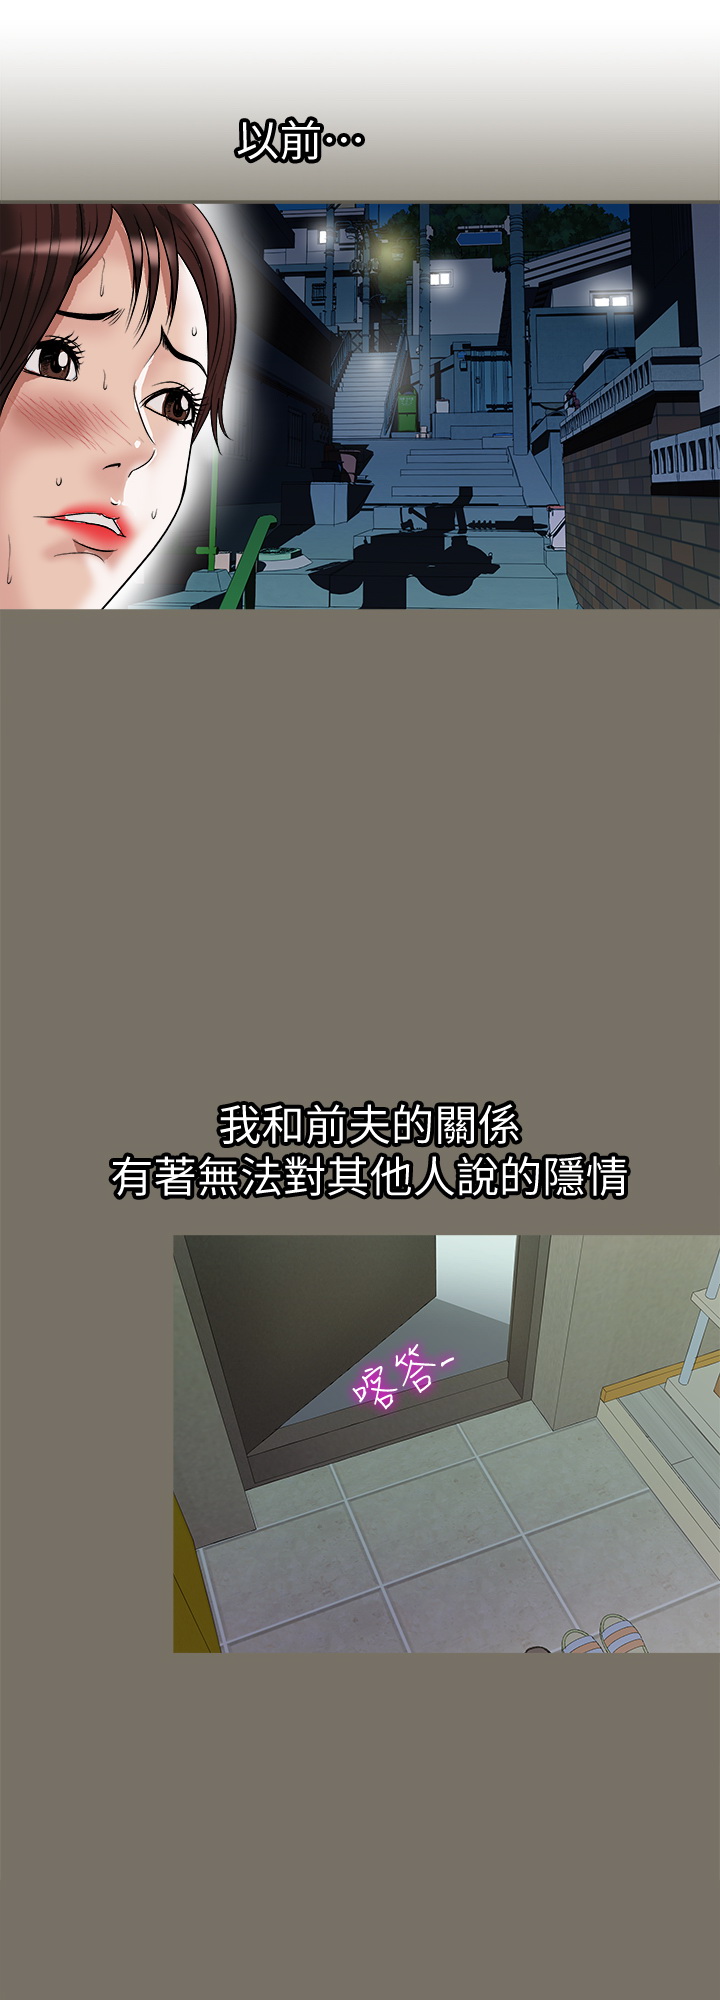 以前⋯
我和前夫的關係
有著無法對其他人說的隱情
喀答-